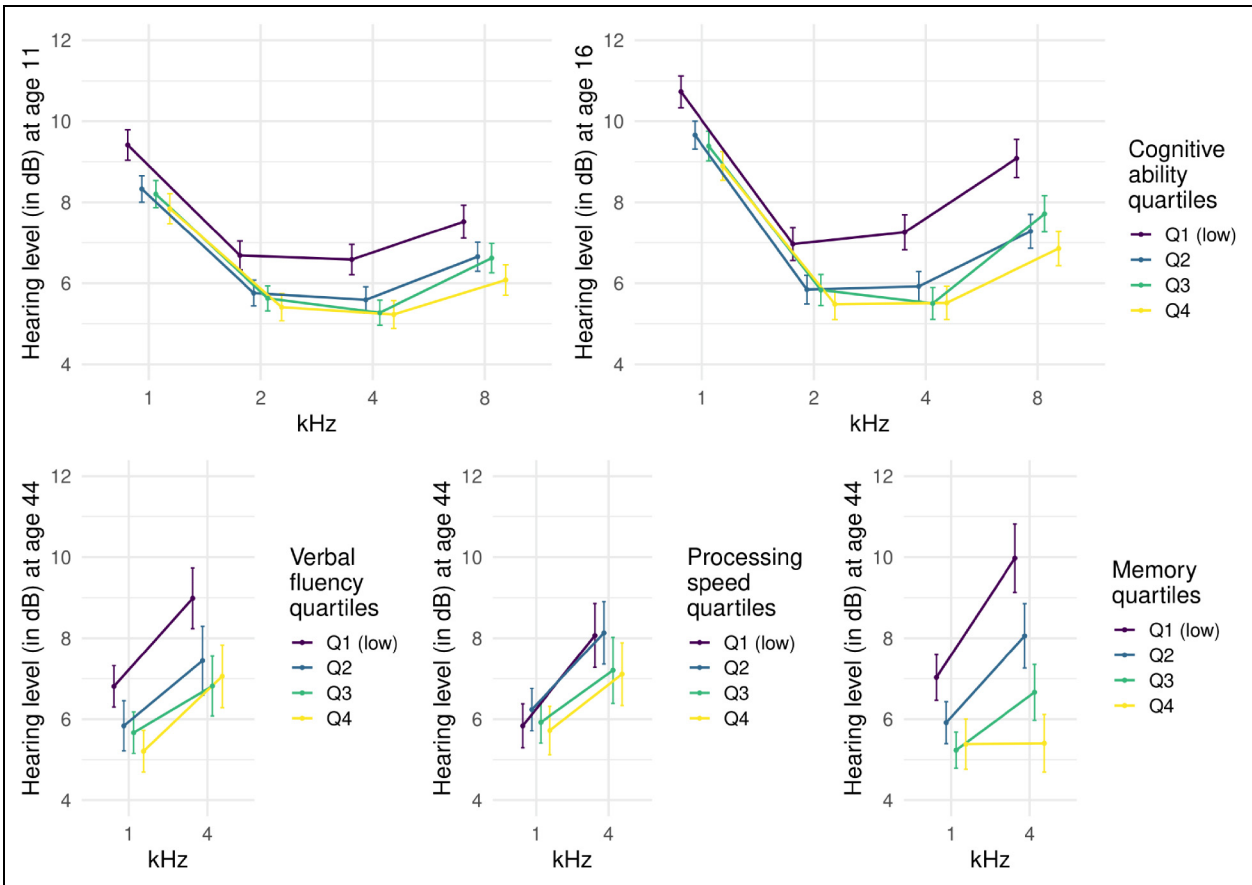 Hearing level (in dB) at age 11
12
10
8
6
4
1 2 4 8
kHz
Hearing level (in dB) at age 16
12
10
8
6
4
1 2 4 8
kHz
Cognitive
ability
quartiles
Q1 (low)
Q2
Q3
Q4
Hearing level (in dB) at age 44
12
10
8
6
4
1 4
kHz
Verbal
fluency
quartiles
Q1 (low)
Q2
Q3
Q4
Hearing level (in dB) at age 44
12
10
8
6
4
1 4
kHz
Processing
speed
quartiles
Q1 (low)
Q2
Q3
Q4
Hearing level (in dB) at age 44
12
10
8
6
4
1 4
kHz
Memory
quartiles
Q1 (low)
Q2
Q3
Q4